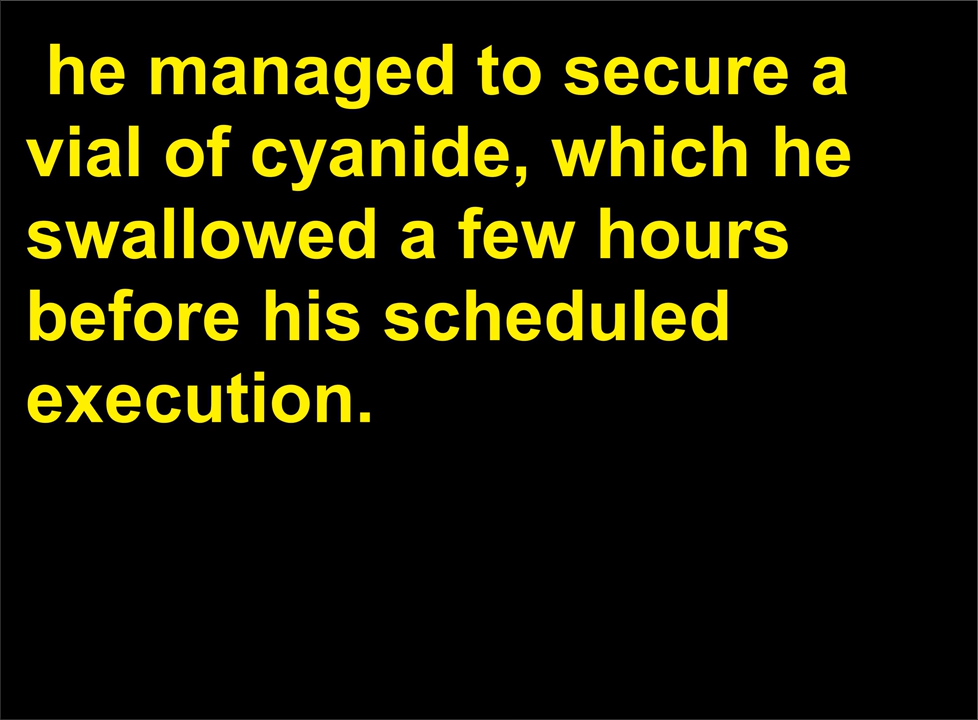 he managed to secure a
vial of cyanide, which he
swallowed a few hours
before his scheduled
execution.